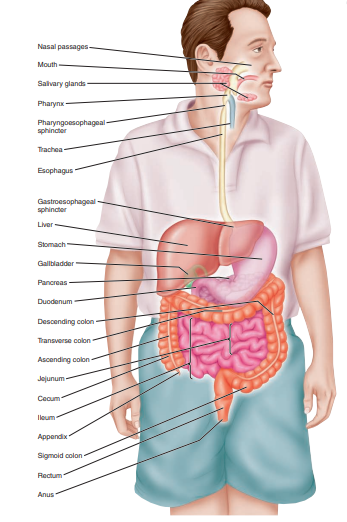 Nasal passages
Mouth
Salivary glands
Pharynx
Pharyngoesophageal
sphincter
Trachea
Esophagus
Gastroesophageal
sphincter
Liver
Stomach
Gallbladder
Pancreas
Duodenum
Descending colon
Transverse colon
Ascending colon
Jejunum
Cecum
Ileum
Appendix
Sigmoid colon
Rectum
Anus